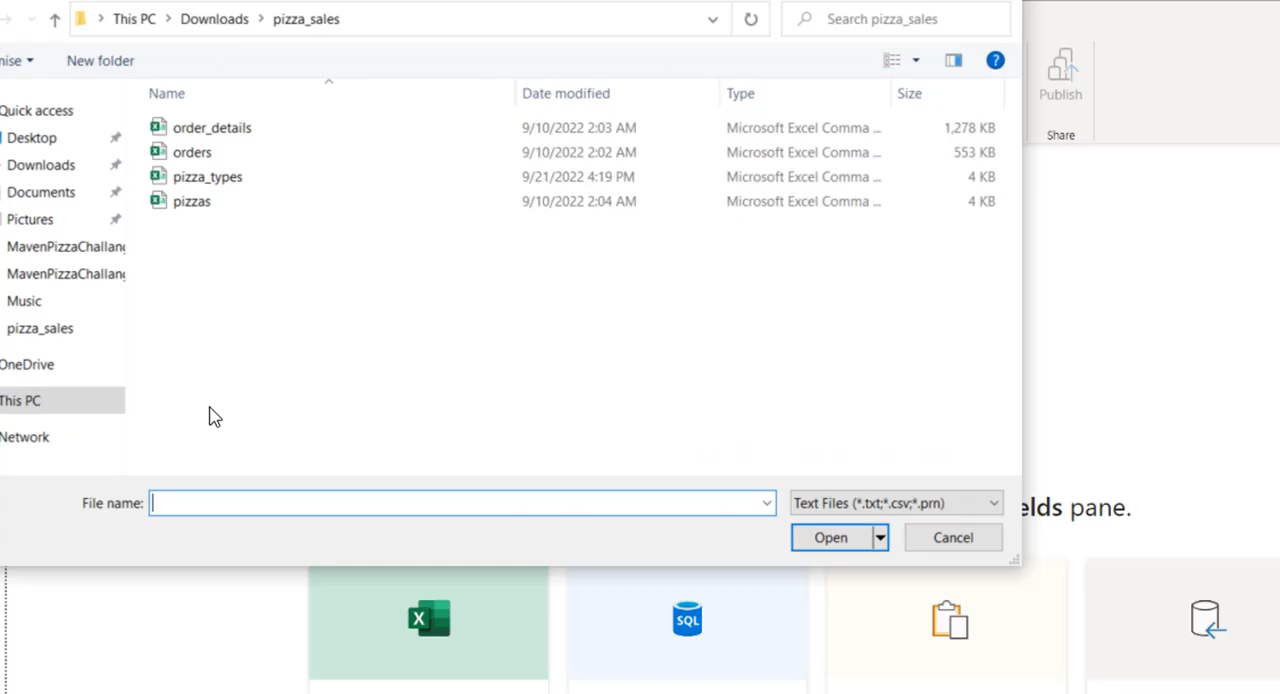 This PC > Downloads > pizza_sales
Search pizza_sales
nise
New folder
?
Name
Date modified
Type
Size
order_details 9/10/2022 2:03 AM Microsoft Excel Comma ... 1,278 KB
orders 9/10/2022 2:02 AM Microsoft Excel Comma ... 553 KB
pizza_types 9/21/2022 4:19 PM Microsoft Excel Comma ... 4 KB
pizzas 9/10/2022 2:04 AM Microsoft Excel Comma ... 4 KB
Quick access
Desktop
Downloads
Documents
Pictures
MavenPizzaChallang
MavenPizzaChallang
Music
pizza_sales
OneDrive
This PC
Network
File name:
Text Files (*.txt;*.csv;*.prn)
Open
Cancel
Publish
Share
elds pane.
X
SQL